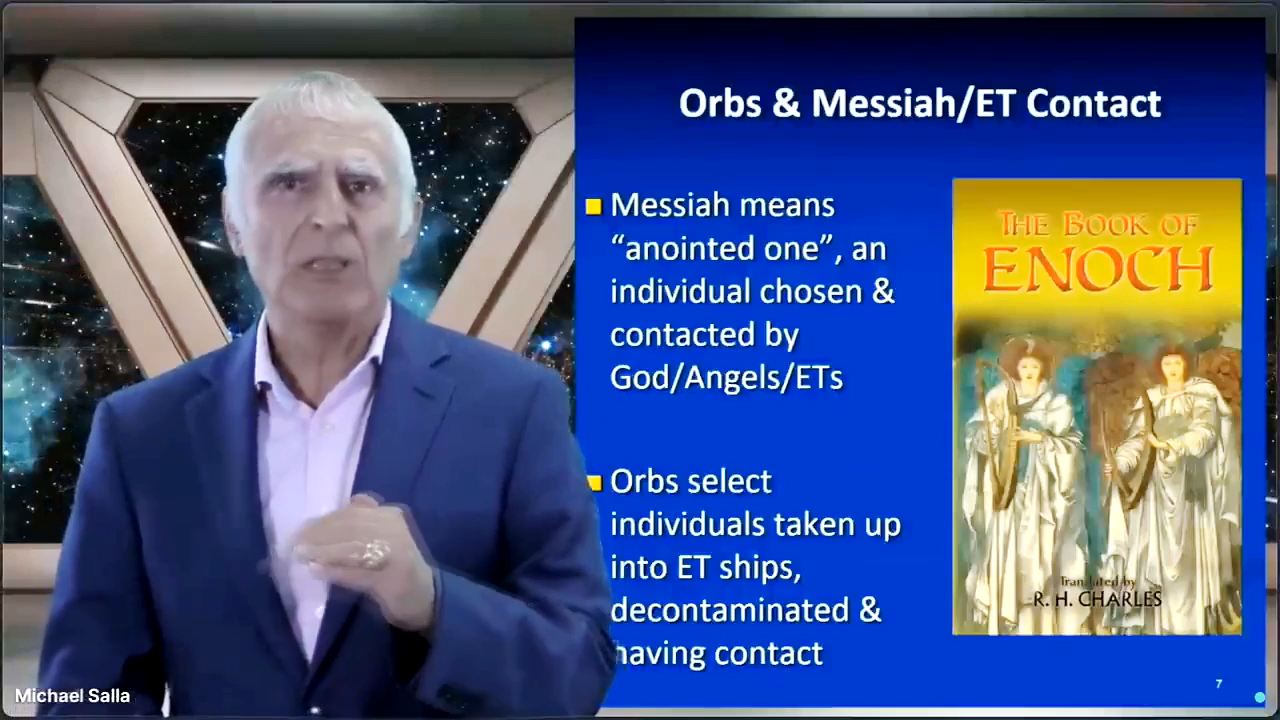 Orbs & Messiah/ET Contact
Messiah means
“anointed one”, an
individual chosen &
contacted by
God/Angels/ETs
Orbs select
individuals taken up
into ET ships,
decontaminated &
having contact
THE BOOK OF
ENOCH
Translated by
R. H. CHARLES
7
Michael Salla